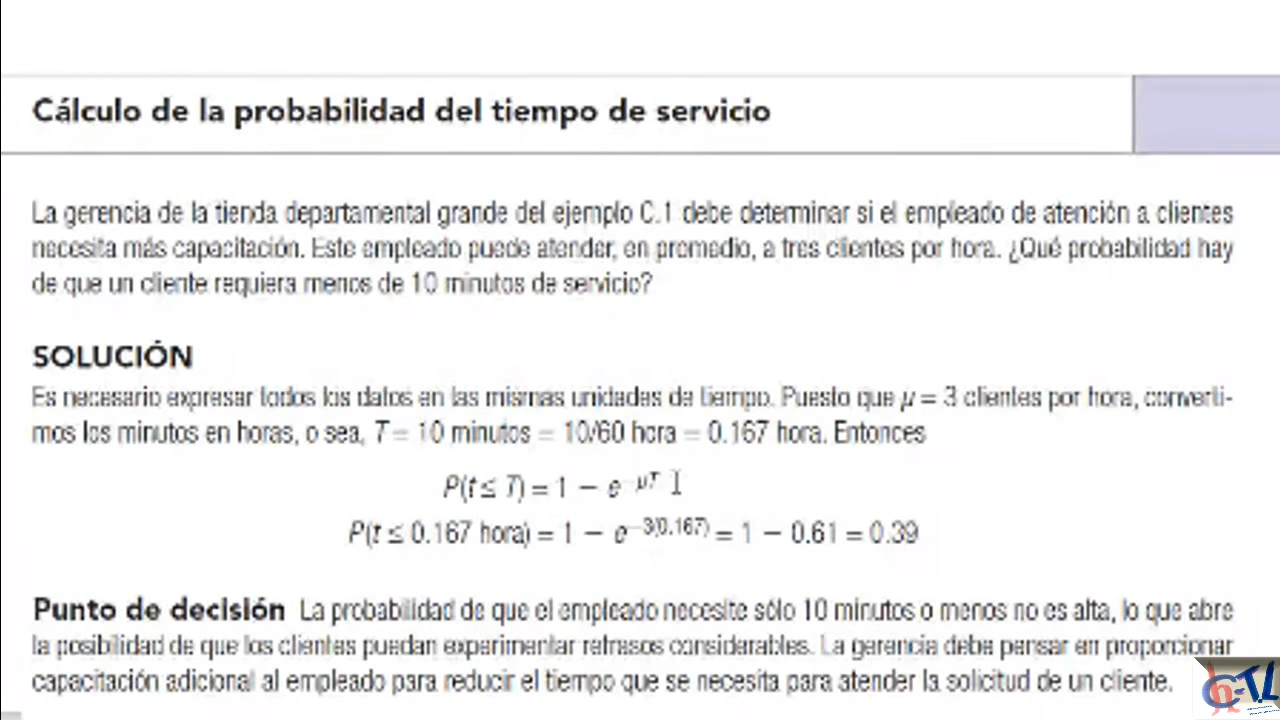 Cálculo de la probabilidad del tiempo de servicio
La gerencia de la tienda departamental grande del ejemplo C.1 debe determinar si el empleado de atención a clientes
necesita más capacitación. Este empleado puede atender, en promedio, a tres clientes por hora. ¿Qué probabilidad hay
de que un cliente requiera menos de 10 minutos de servicio?
SOLUCIÓN
Es necesario expresar todos los datos en las mismas unidades de tiempo. Puesto que μ = 3 clientes por hora, converti-
mos los minutos en horas, o sea, T = 10 minutos = 10/60 hora = 0.167 hora. Entonces
P(t ≤ T) = 1 − e^−μT
P(t ≤ 0.167 hora) = 1 − e^−3(0.167) = 1 − 0.61 = 0.39
Punto de decisión La probabilidad de que el empleado necesite sólo 10 minutos o menos no es alta, lo que abre
la posibilidad de que los clientes puedan experimentar retrasos considerables. La gerencia debe pensar en proporcionar
capacitación adicional al empleado para reducir el tiempo que se necesita para atender la solicitud de un cliente.